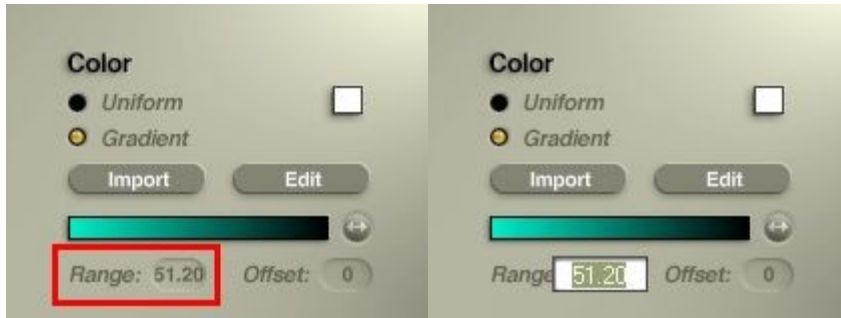 Color
Uniform
Gradient
Import Edit
Range: 51.20 Offset: 0
Color
Uniform
Gradient
Import Edit
Range 51.20 Offset: 0